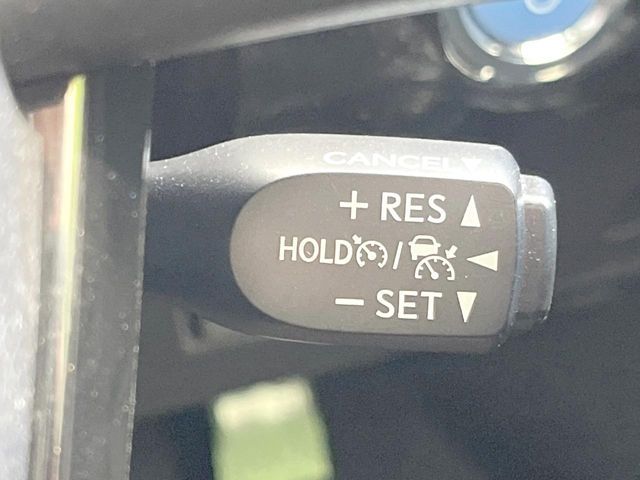 CANCEL
+ RES
HOLD /
− SET